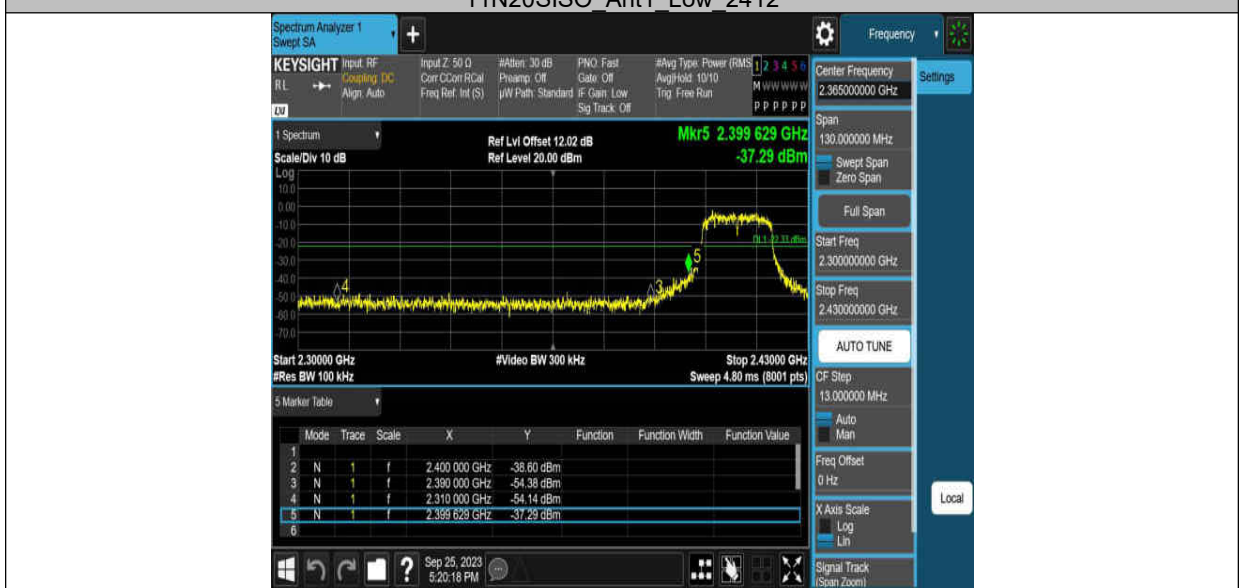 11N20SISO_Ant1_Low_2412
Spectrum Analyzer 1
Swept SA
+
Frequency
KEYSIGHT
RL
LXI
Input: RF
Coupling: DC
Align: Auto
Input Z: 50 Ω
Corr CCorr RCal
Freq Ref: Int (S)
#Atten: 30 dB
Preamp: Off
µW Path: Standard
PNO: Fast
Gate: Off
IF Gain: Low
Sig Track: Off
#Avg Type: Power (RMS
Avg|Hold: 10/10
Trig: Free Run
1 2 3 4 5 6
M W W W W W
P P P P P P
1 Spectrum
Scale/Div 10 dB
Ref Lvl Offset 12.02 dB
Ref Level 20.00 dBm
Mkr5 2.399 629 GHz
-37.29 dBm
Log
10.0
0.00
-10.0
-20.0
-30.0
-40.0
-50.0
-60.0
-70.0
DL1 -22.33 dBm
4
3
5
Start 2.30000 GHz
#Res BW 100 kHz
#Video BW 300 kHz
Stop 2.43000 GHz
Sweep 4.80 ms (8001 pts)
5 Marker Table
Mode Trace Scale X Y Function Function Width Function Value
1
2 N 1 f 2.400 000 GHz -38.60 dBm
3 N 1 f 2.390 000 GHz -54.38 dBm
4 N 1 f 2.310 000 GHz -54.14 dBm
5 N 1 f 2.399 629 GHz -37.29 dBm
6
?
Sep 25, 2023
5:20:18 PM
Center Frequency
2.365000000 GHz
Settings
Span
130.000000 MHz
Swept Span
Zero Span
Full Span
Start Freq
2.300000000 GHz
Stop Freq
2.430000000 GHz
AUTO TUNE
CF Step
13.000000 MHz
Auto
Man
Freq Offset
0 Hz
X Axis Scale
Log
Lin
Local
Signal Track
(Span Zoom)